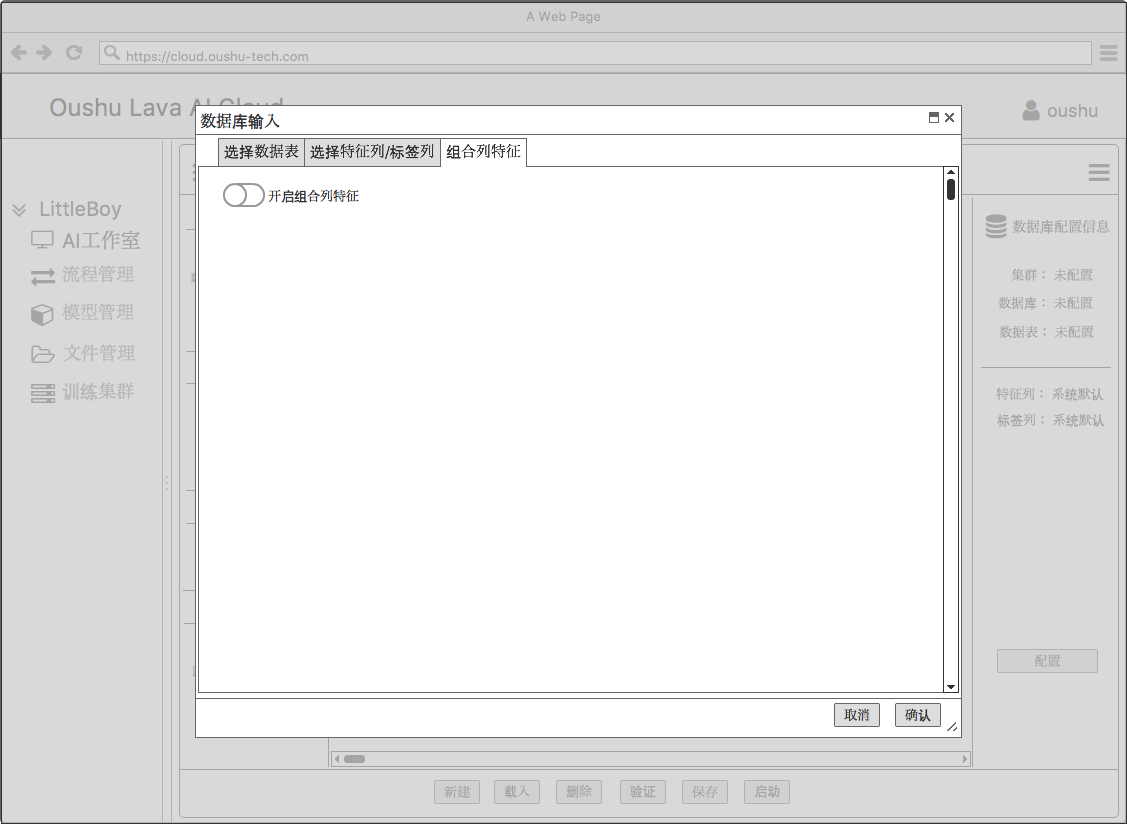 A Web Page
https://cloud.oushu-tech.com
Oushu Lava AI Cloud
oushu
数据库输入
选择数据表 选择特征列/标签列 组合列特征
开启组合列特征
LittleBoy
AI工作室
流程管理
模型管理
文件管理
训练集群
数据库配置信息
集群： 未配置
数据库： 未配置
数据表： 未配置
特征列： 系统默认
标签列： 系统默认
配置
取消 确认
新建 载入 删除 验证 保存 启动